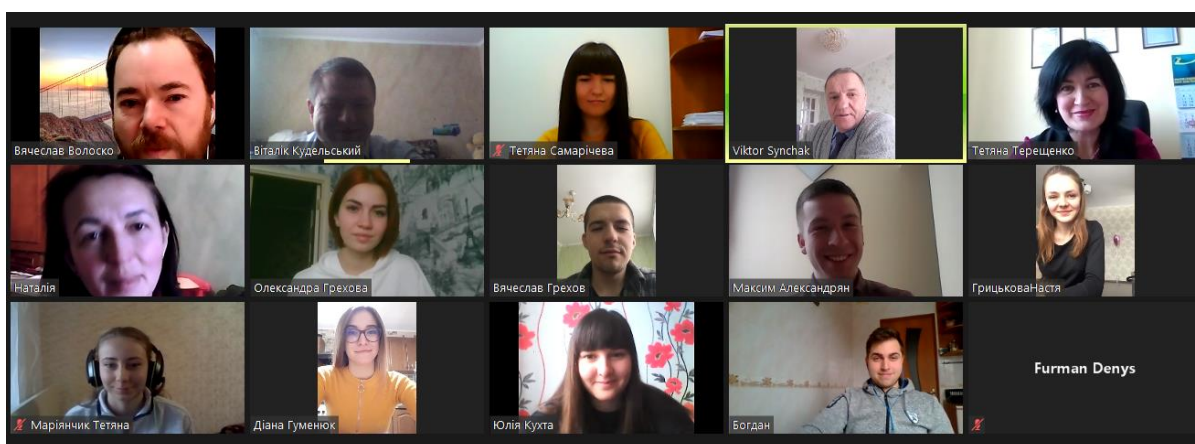 Вячеслав Волоско
Віталік Кудельський
Тетяна Самарічева
Viktor Synchak
Тетяна Терещенко
Наталія
Олександра Грехова
Вячеслав Грехов
Максим Александрян
ГрицьковаНастя
Маріянчик Тетяна
Діана Гуменюк
Юлія Кухта
Богдан
Furman Denys